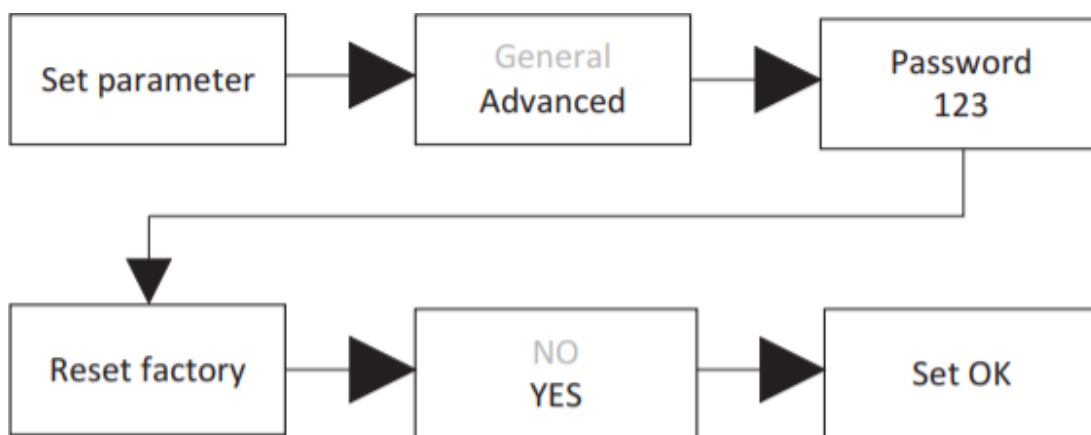 Set parameter
General
Advanced
Password
123
Reset factory
NO
YES
Set OK